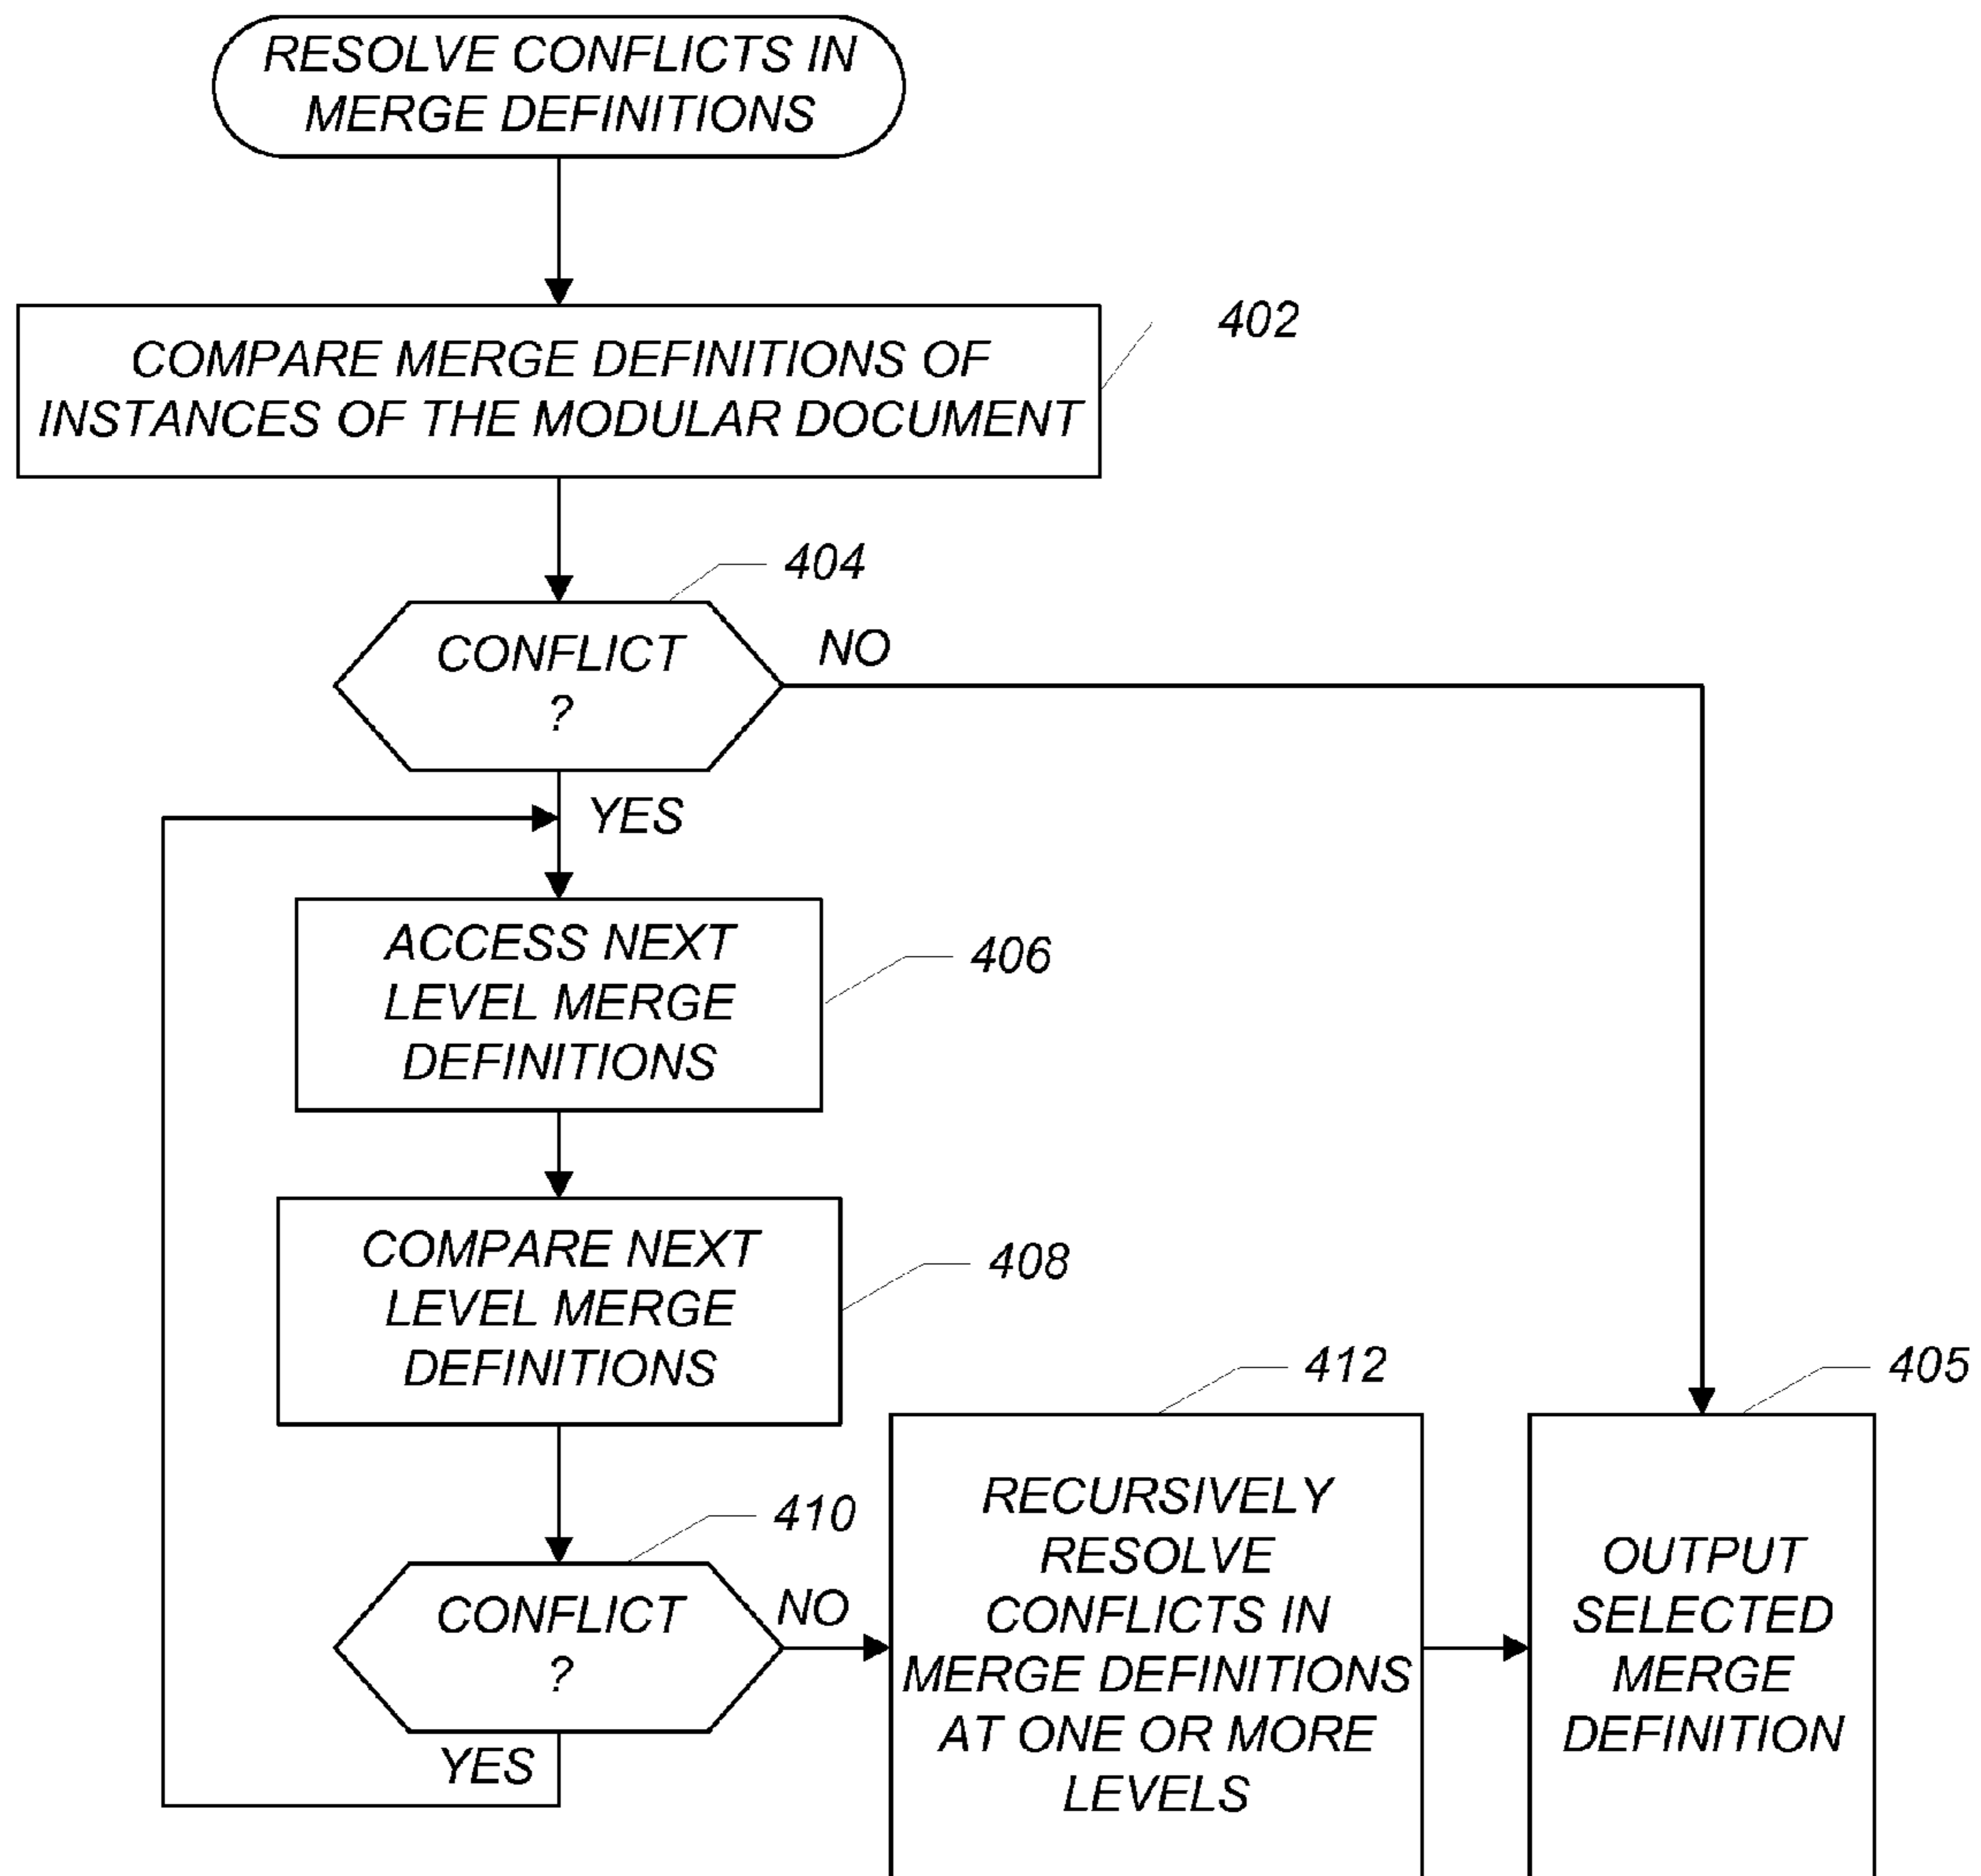 RESOLVE CONFLICTS IN
MERGE DEFINITIONS
402
COMPARE MERGE DEFINITIONS OF
INSTANCES OF THE MODULAR DOCUMENT
404
CONFLICT
?
NO
YES
ACCESS NEXT
LEVEL MERGE
DEFINITIONS
406
COMPARE NEXT
LEVEL MERGE
DEFINITIONS
408
410
CONFLICT
?
NO
YES
412
RECURSIVELY
RESOLVE
CONFLICTS IN
MERGE DEFINITIONS
AT ONE OR MORE
LEVELS
405
OUTPUT
SELECTED
MERGE
DEFINITION